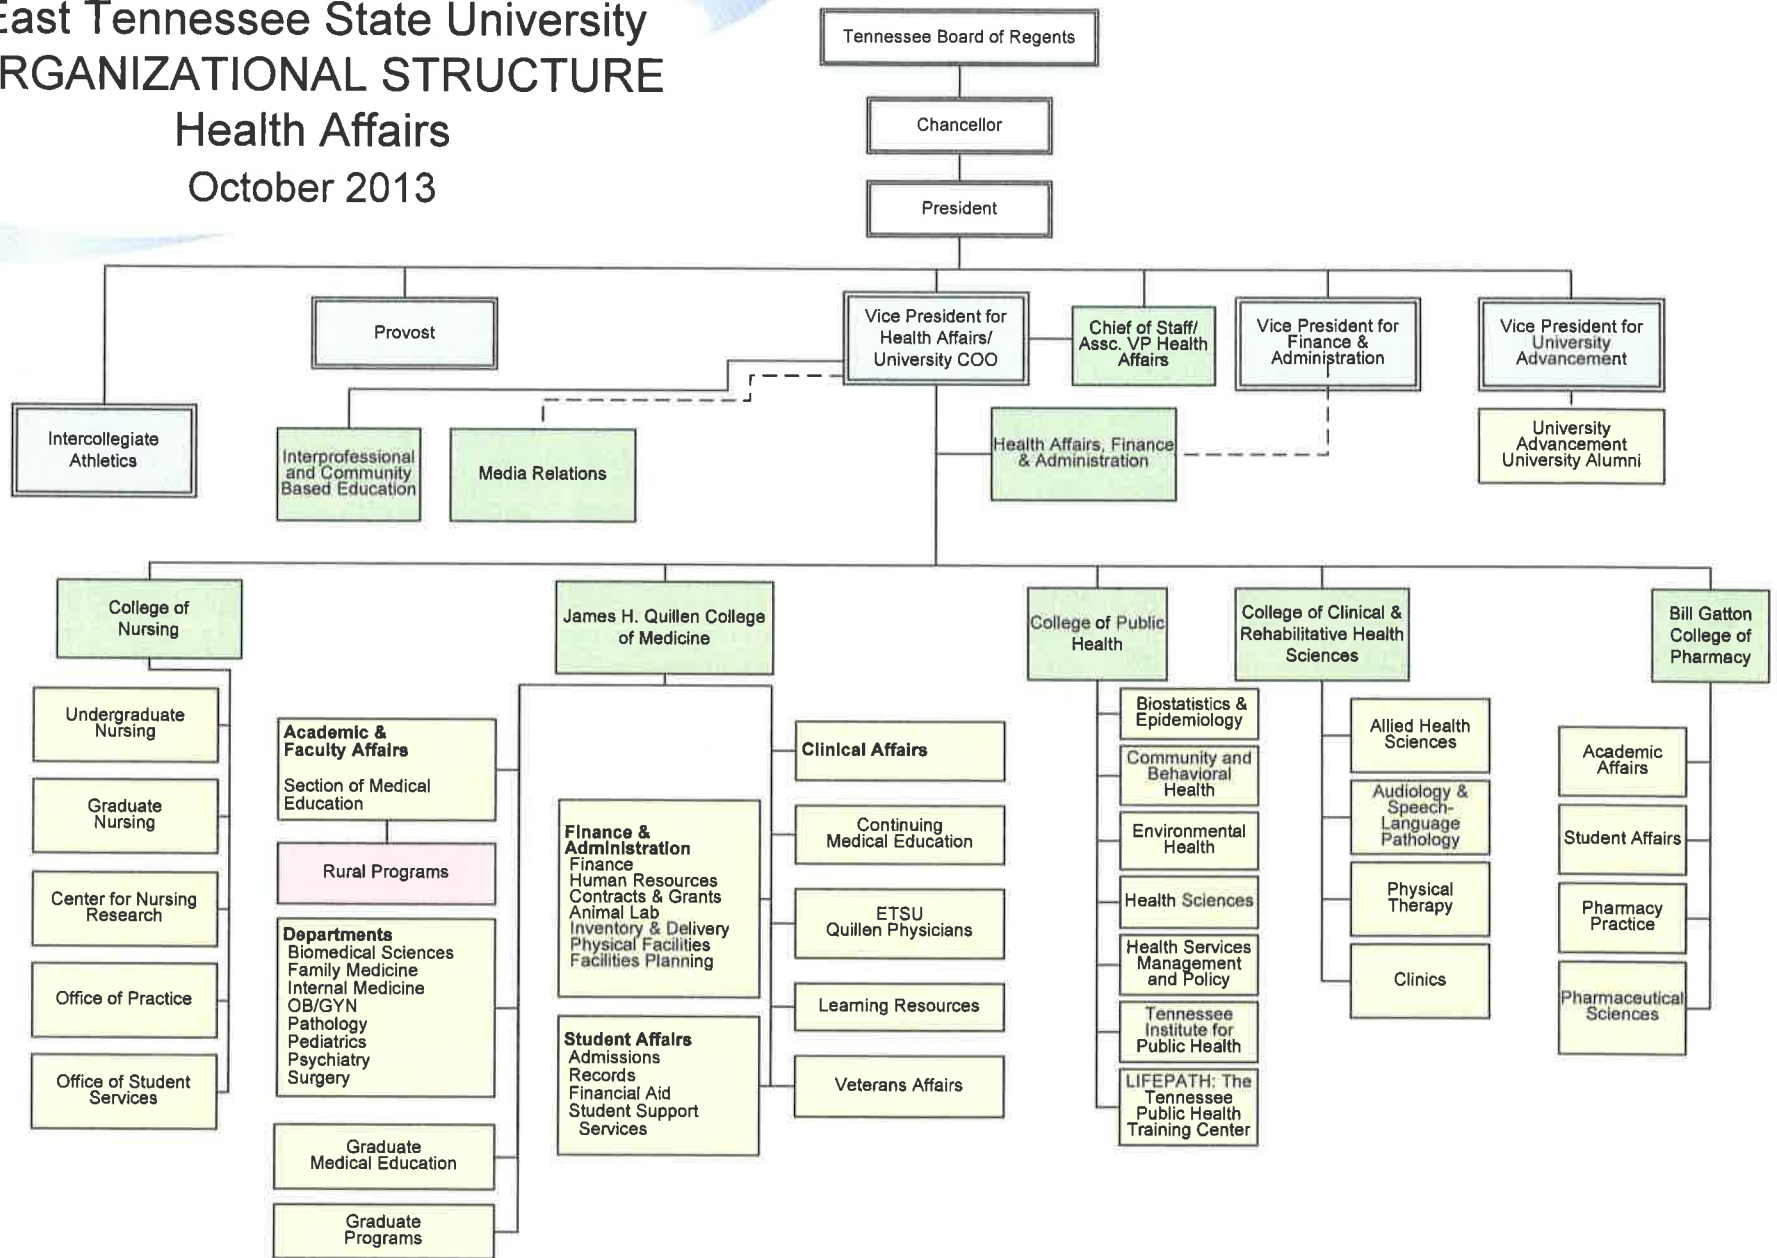 East Tennessee State University
RGANIZATIONAL STRUCTURE
Health Affairs
October 2013
Tennessee Board of Regents
Chancellor
President
Provost
Vice President for
Health Affairs/
University COO
Chief of Staff/
Assc. VP Health
Affairs
Vice President for
Finance &
Administration
Vice President for
University
Advancement
Intercollegiate
Athletics
Interprofessional
and Community
Based Education
Media Relations
Health Affairs, Finance
& Administration
University
Advancement
University Alumni
College of
Nursing
James H. Quillen College
of Medicine
College of Public
Health
College of Clinical &
Rehabilitative Health
Sciences
Bill Gatton
College of
Pharmacy
Undergraduate
Nursing
Graduate
Nursing
Center for Nursing
Research
Office of Practice
Office of Student
Services
Academic &
Faculty Affairs
Section of Medical
Education
Rural Programs
Departments
Biomedical Sciences
Family Medicine
Internal Medicine
OB/GYN
Pathology
Pediatrics
Psychiatry
Surgery
Graduate
Medical Education
Graduate
Programs
Finance &
Administration
Finance
Human Resources
Contracts & Grants
Animal Lab
Inventory & Delivery
Physical Facilities
Facilities Planning
Student Affairs
Admissions
Records
Financial Aid
Student Support
Services
Clinical Affairs
Continuing
Medical Education
ETSU
Quillen Physicians
Learning Resources
Veterans Affairs
Biostatistics &
Epidemiology
Community and
Behavioral
Health
Environmental
Health
Health Sciences
Health Services
Management
and Policy
Tennessee
Institute for
Public Health
LIFEPATH: The
Tennessee
Public Health
Training Center
Allied Health
Sciences
Audiology &
Speech-
Language
Pathology
Physical
Therapy
Clinics
Academic
Affairs
Student Affairs
Pharmacy
Practice
Pharmaceutical
Sciences